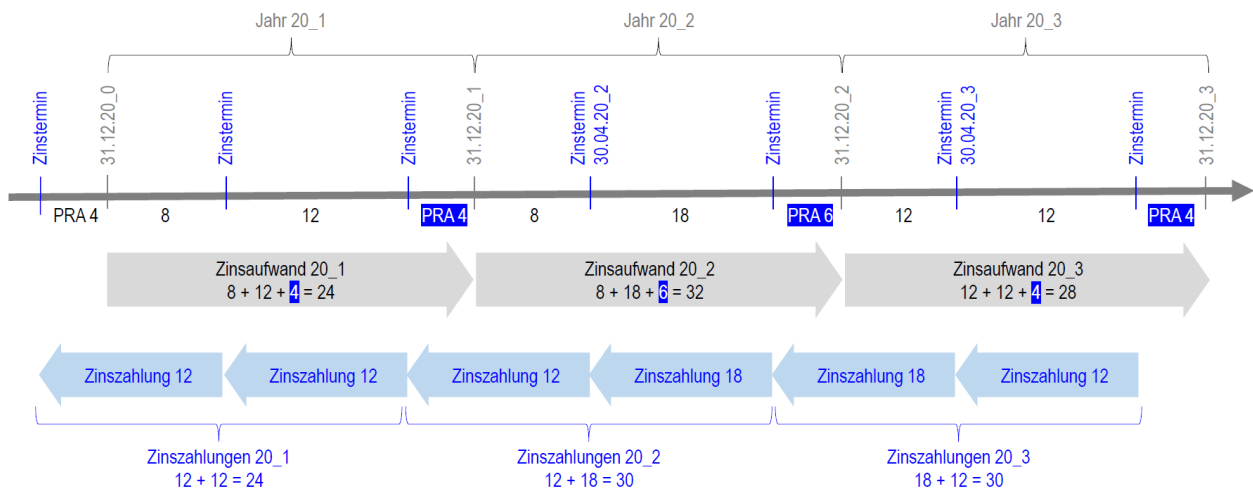 Jahr 20_1
Jahr 20_2
Jahr 20_3
Zinstermin
31.12.20_0
Zinstermin
Zinstermin
31.12.20_1
Zinstermin
30.04.20_2
Zinstermin
31.12.20_2
Zinstermin
30.04.20_3
Zinstermin
31.12.20_3
PRA 4
8
12
PRA 4
8
18
PRA 6
12
12
PRA 4
Zinsaufwand 20_1
8 + 12 + 4 = 24
Zinsaufwand 20_2
8 + 18 + 6 = 32
Zinsaufwand 20_3
12 + 12 + 4 = 28
Zinszahlung 12
Zinszahlung 12
Zinszahlung 12
Zinszahlung 18
Zinszahlung 18
Zinszahlung 12
Zinszahlungen 20_1
12 + 12 = 24
Zinszahlungen 20_2
12 + 18 = 30
Zinszahlungen 20_3
18 + 12 = 30